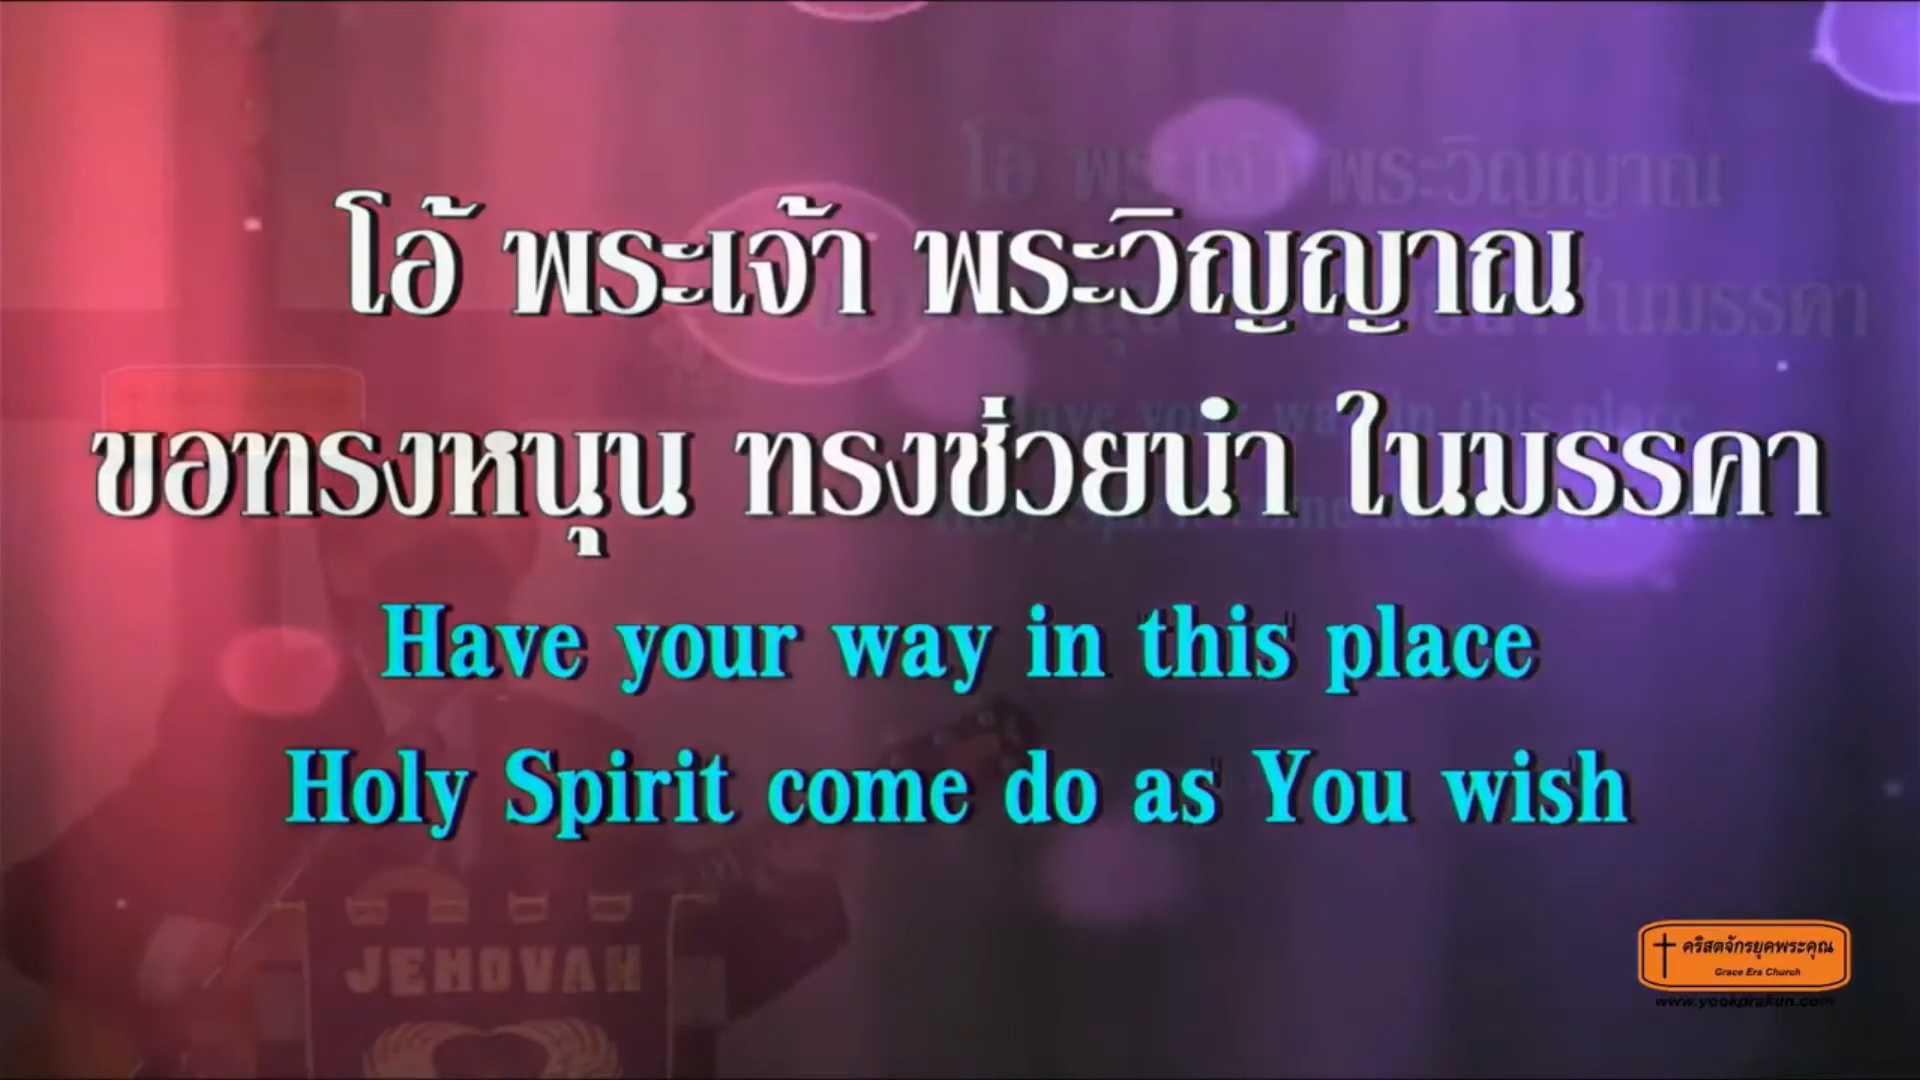 โอ้ พระเจ้า พระวิญญาณ
ขอทรงหนุน ทรงช่วยนำ ในมรรคา
Have your way in this place
Holy Spirit come do as You wish
JEHOVAH
คริสตจักรยุคพระคุณ
Grace Era Church
www.yookprakun.com